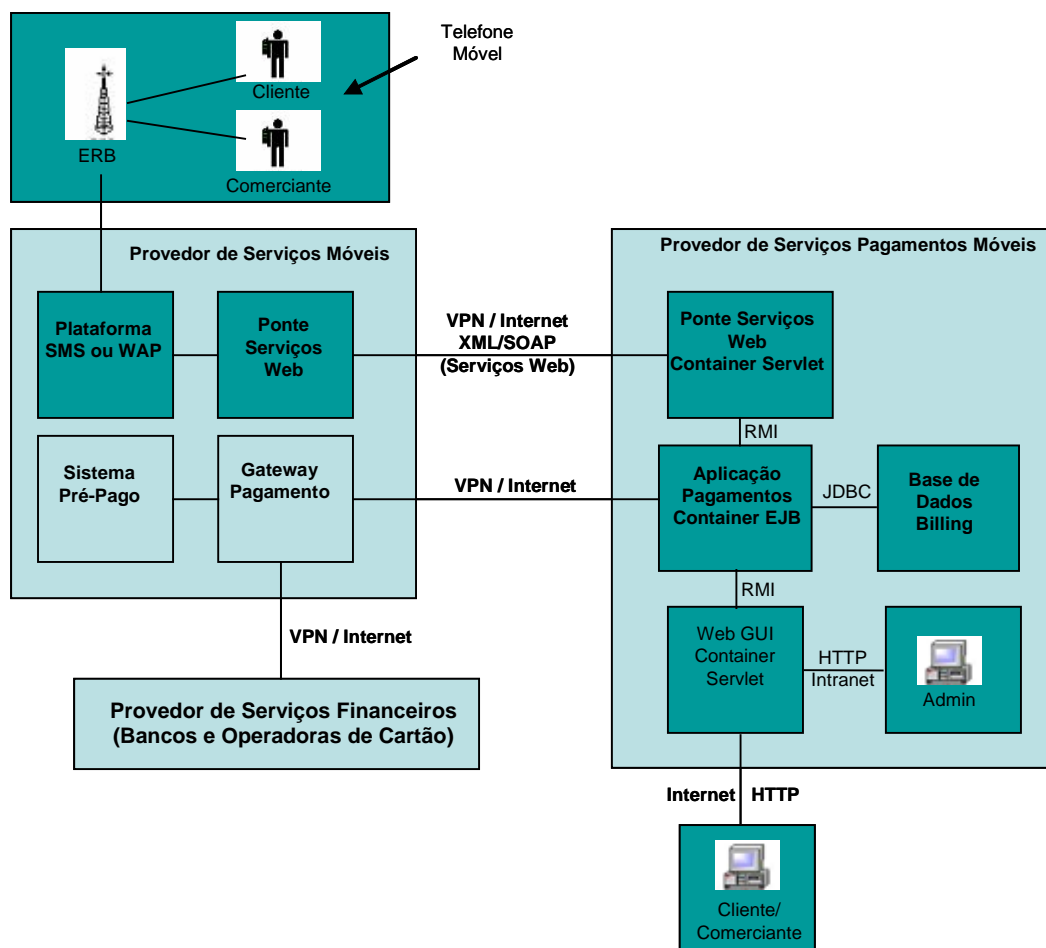 Telefone
Móvel
Cliente
ERB
Comerciante
Provedor de Serviços Móveis
Plataforma
SMS ou WAP
Ponte
Serviços
Web
VPN / Internet
XML/SOAP
(Serviços Web)
Sistema
Pré-Pago
Gateway
Pagamento
VPN / Internet
VPN / Internet
Provedor de Serviços Financeiros
(Bancos e Operadoras de Cartão)
Provedor de Serviços Pagamentos Móveis
Ponte Serviços
Web
Container Servlet
RMI
Aplicação
Pagamentos
Container EJB
JDBC
Base de
Dados
Billing
RMI
Web GUI
Container
Servlet
HTTP
Intranet
Admin
Internet HTTP
Cliente/
Comerciante